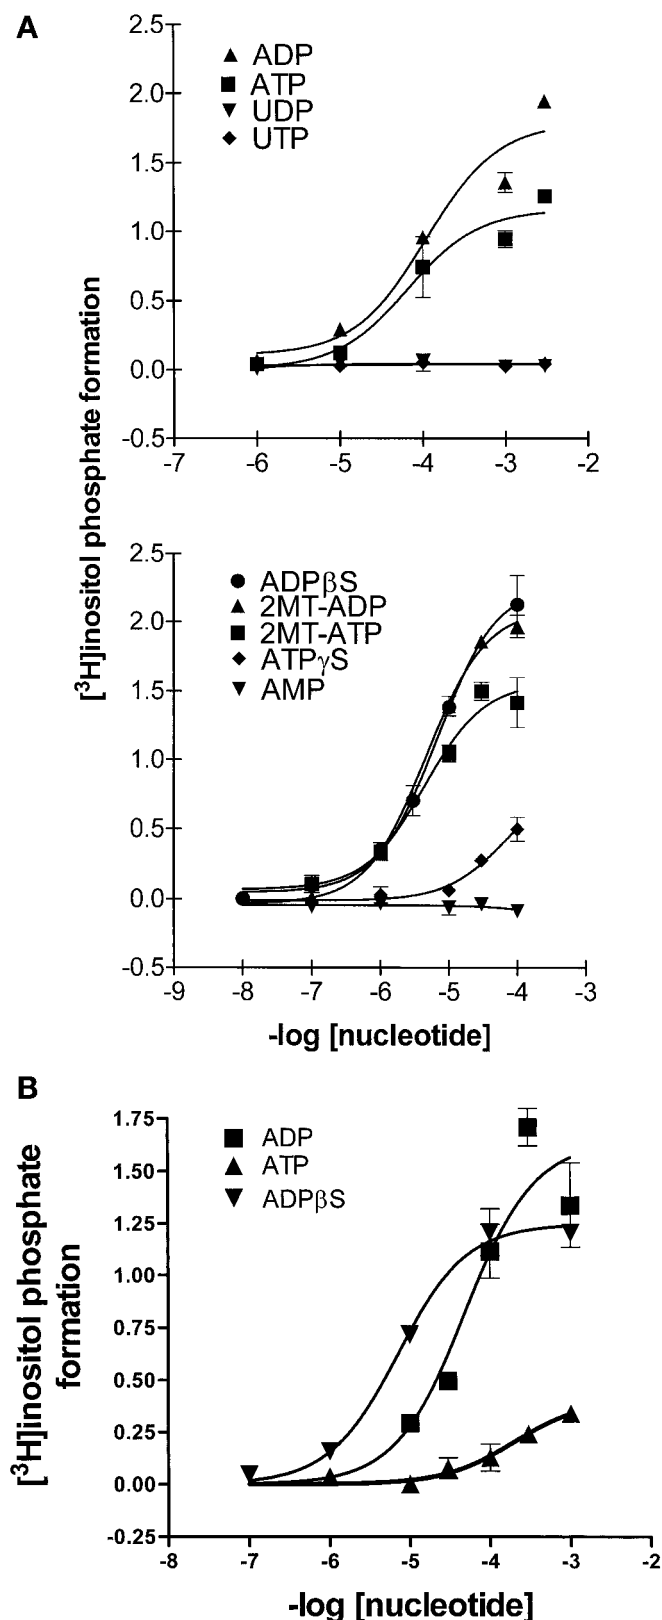 A
[³H]inositol phosphate formation
2.5
2.0
1.5
1.0
0.5
0.0
-0.5
ADP
ATP
UDP
UTP
-7 -6 -5 -4 -3 -2
2.5
2.0
1.5
1.0
0.5
0.0
-0.5
ADPβS
2MT-ADP
2MT-ATP
ATPγS
AMP
-9 -8 -7 -6 -5 -4 -3
-log [nucleotide]
B
[³H]inositol phosphate
formation
1.75
1.50
1.25
1.00
0.75
0.50
0.25
0.00
-0.25
ADP
ATP
ADPβS
-8 -7 -6 -5 -4 -3 -2
-log [nucleotide]